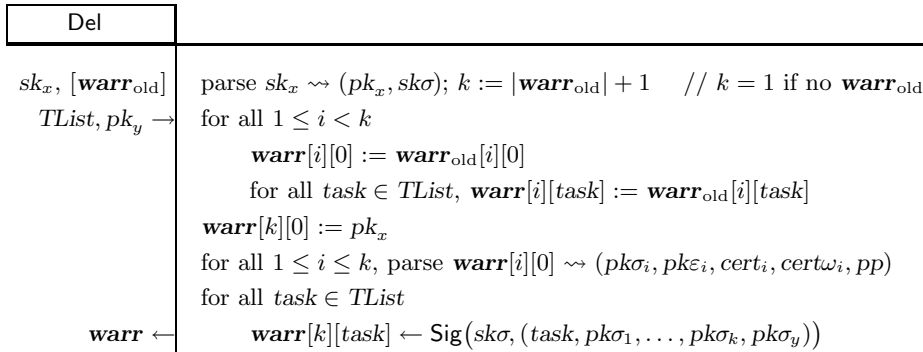 Del
sk_x, [warr_old] parse sk_x ⇝ (pk_x, skσ); k := |warr_old| + 1 // k = 1 if no warr_old
TList, pk_y → for all 1 ≤ i < k
warr[i][0] := warr_old[i][0]
for all task ∈ TList, warr[i][task] := warr_old[i][task]
warr[k][0] := pk_x
for all 1 ≤ i ≤ k, parse warr[i][0] ⇝ (pkσ_i, pkε_i, cert_i, certω_i, pp)
for all task ∈ TList
warr ← warr[k][task] ← Sig(skσ, (task, pkσ_1, …, pkσ_k, pkσ_y))